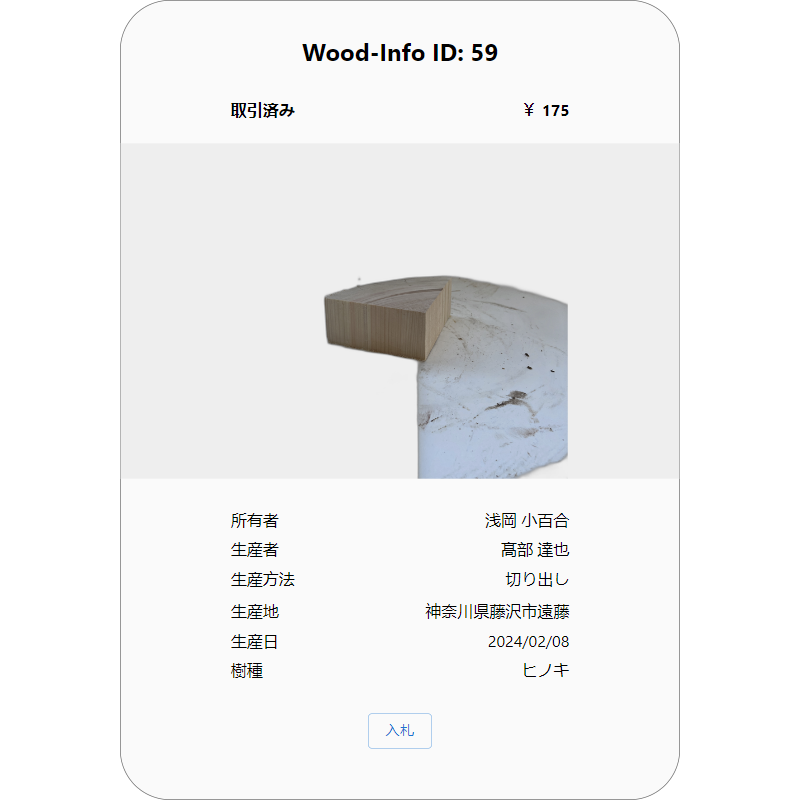 Wood-Info ID: 59
取引済み ￥ 175
所有者 浅岡 小百合
生産者 髙部 達也
生産方法 切り出し
生産地 神奈川県藤沢市遠藤
生産日 2024/02/08
樹種 ヒノキ
入札